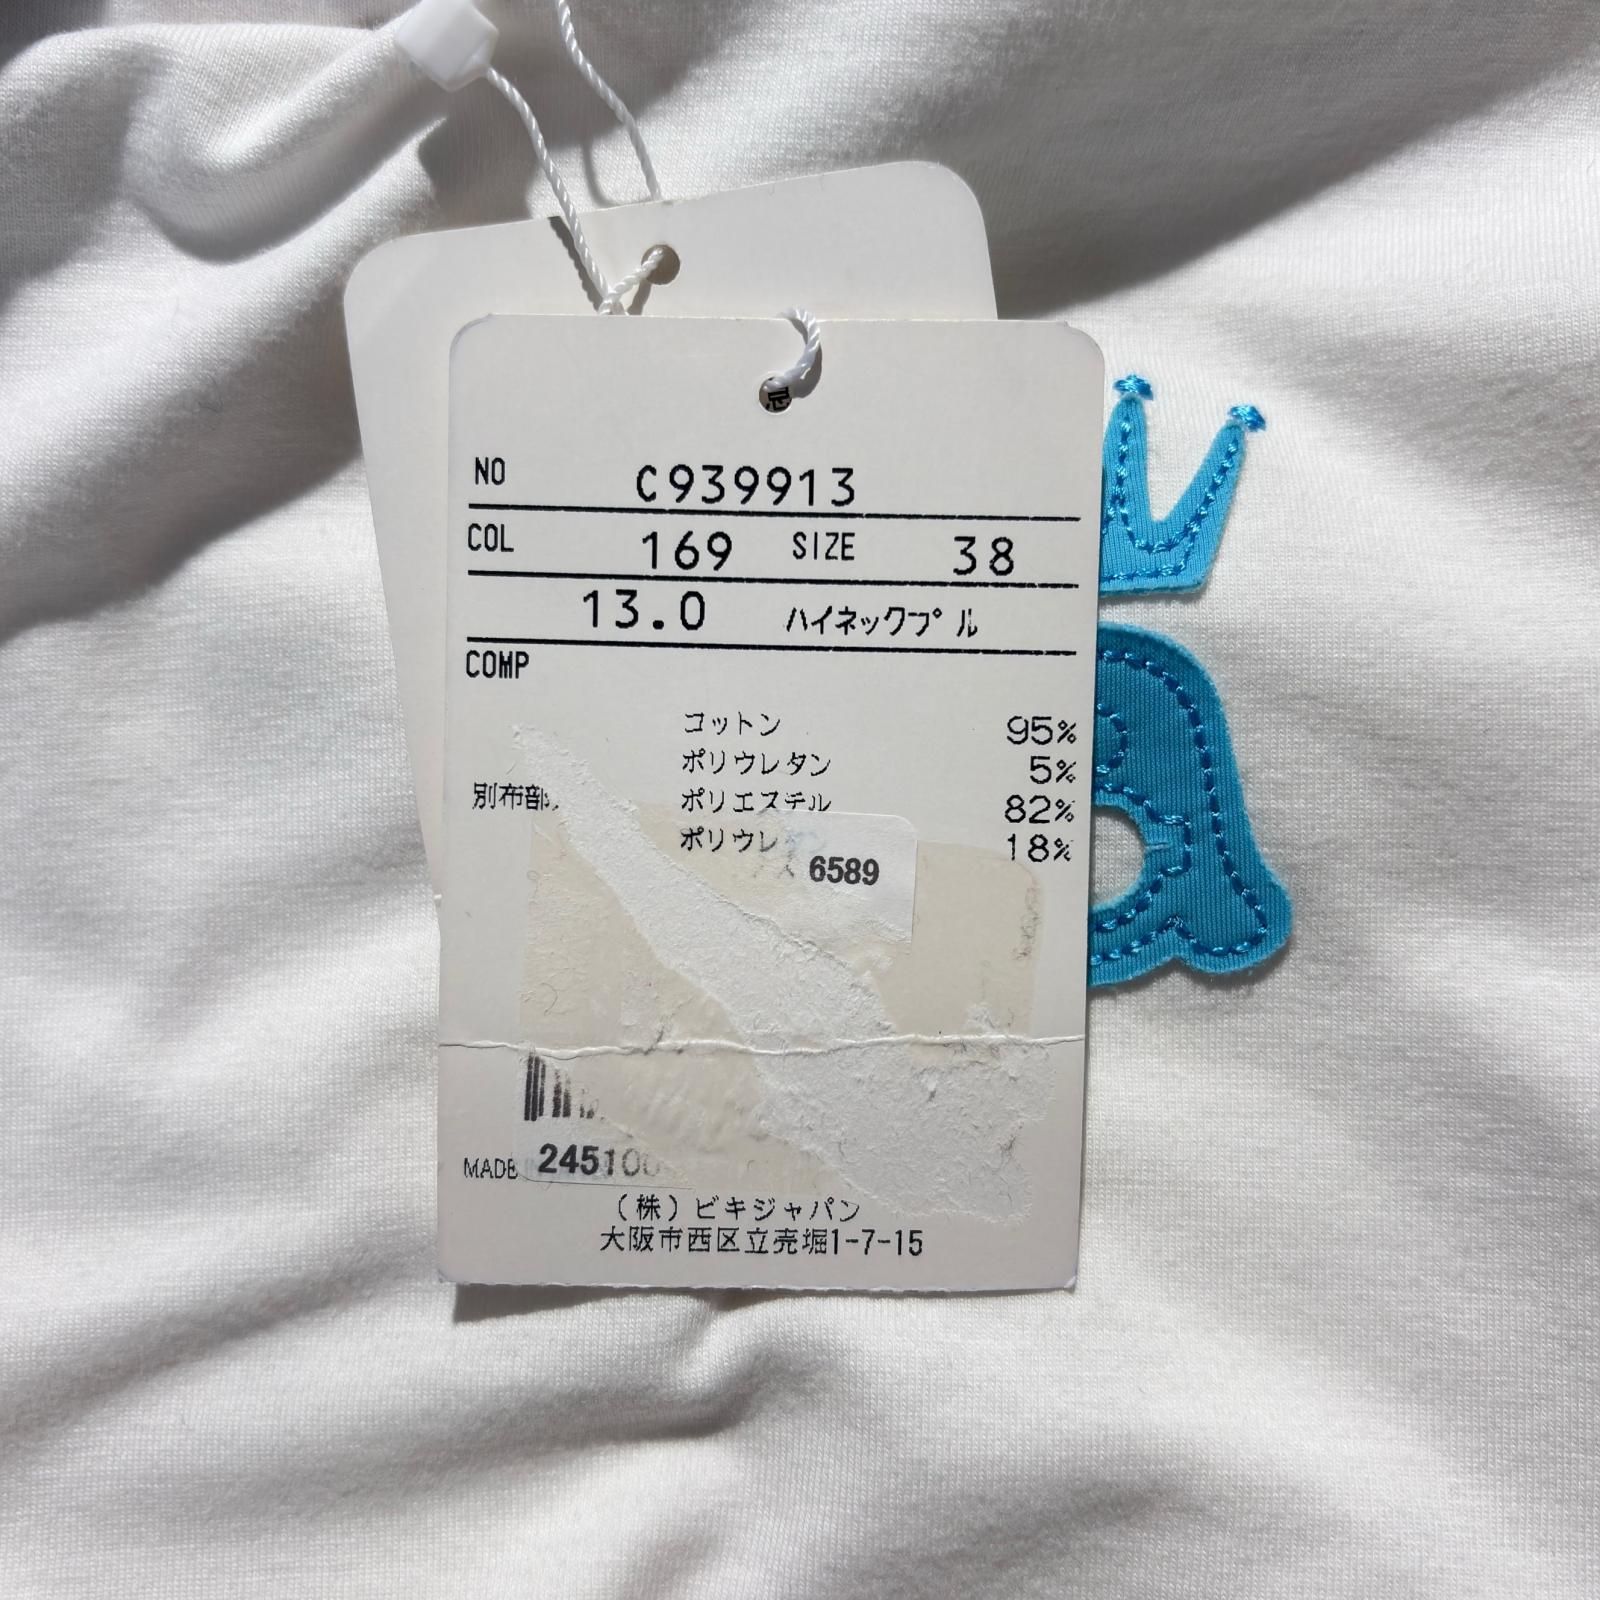 忌
NO C939913
COL 169 SIZE 38
13.0 ハイネックプル
COMP
コットン 95%
ポリウレタン 5%
別布部 ポリエステル 82%
ポリウレタン 18%
6589
MADE
245100
(株)ビキジャパン
大阪市西区立売堀1-7-15